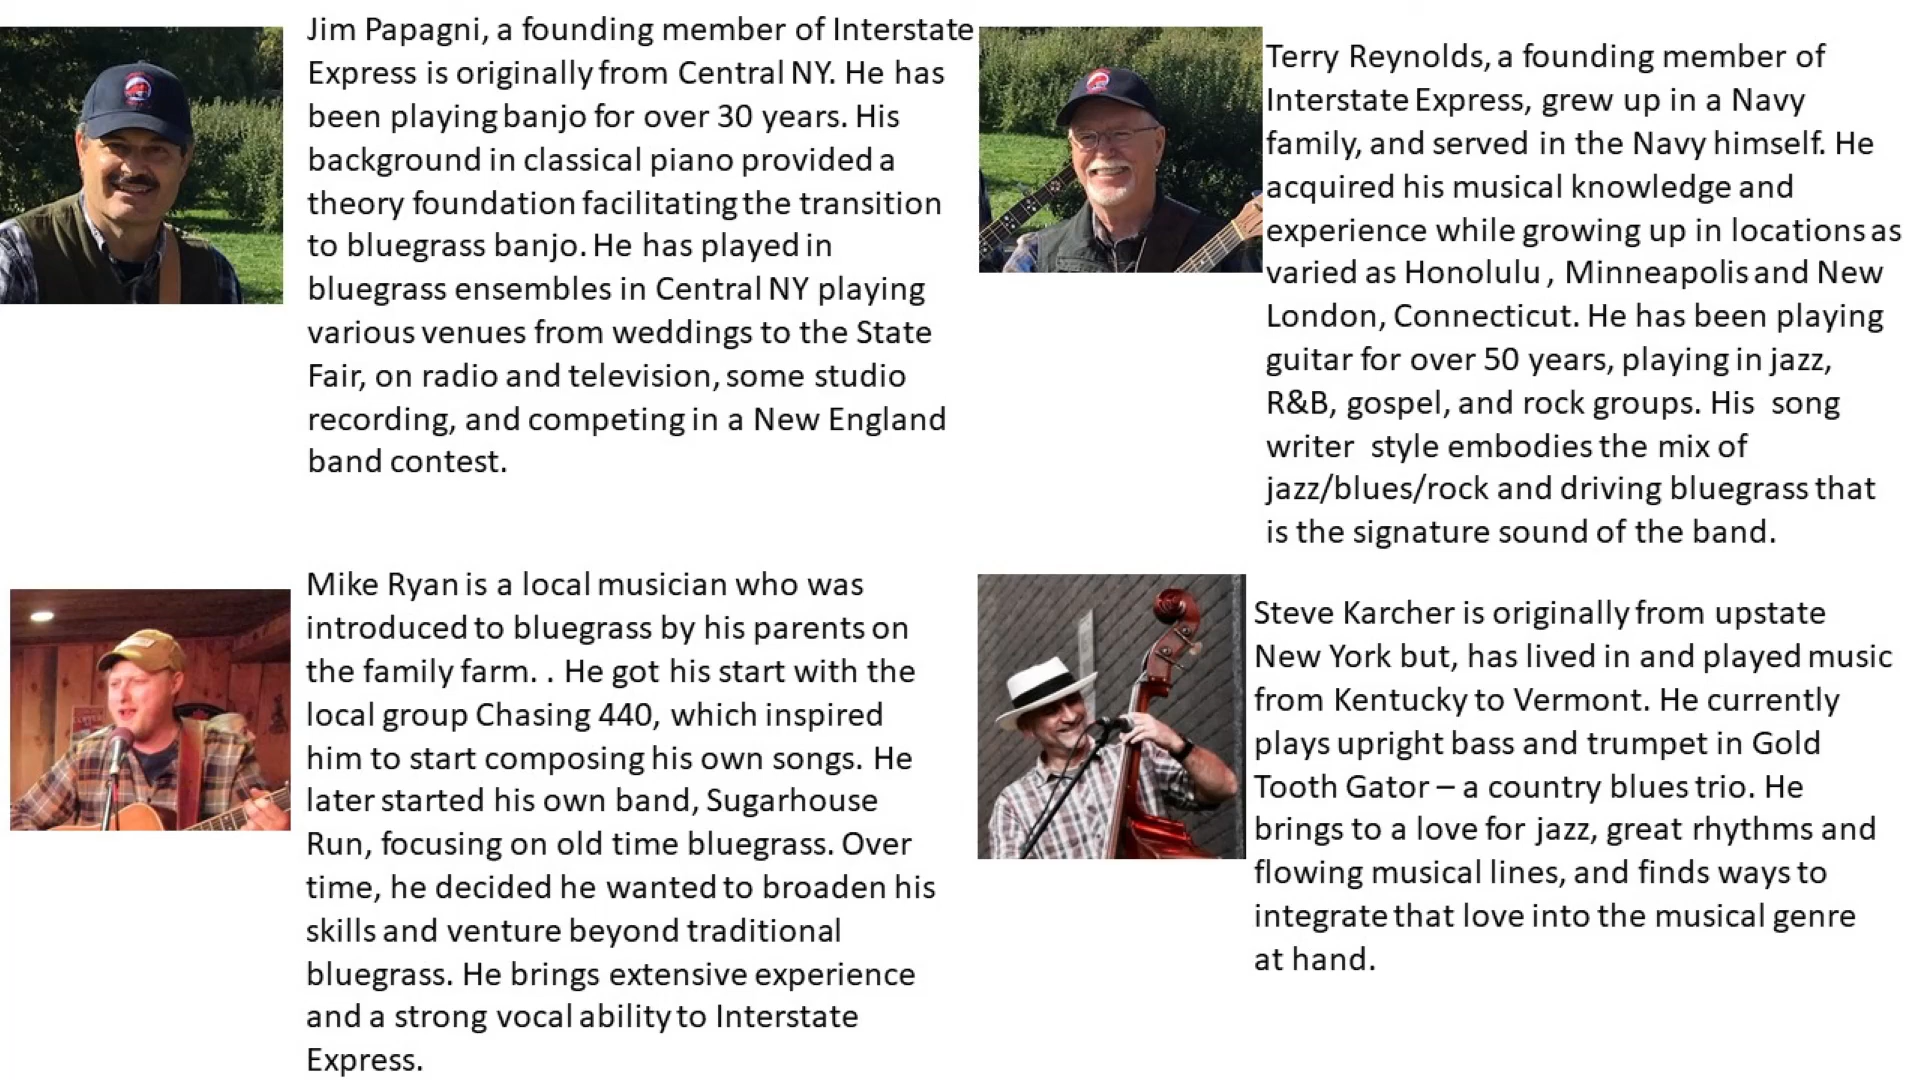 Jim Papagni, a founding member of Interstate
Express is originally from Central NY. He has
been playing banjo for over 30 years. His
background in classical piano provided a
theory foundation facilitating the transition
to bluegrass banjo. He has played in
bluegrass ensembles in Central NY playing
various venues from weddings to the State
Fair, on radio and television, some studio
recording, and competing in a New England
band contest.
Terry Reynolds, a founding member of
Interstate Express, grew up in a Navy
family, and served in the Navy himself. He
acquired his musical knowledge and
experience while growing up in locations as
varied as Honolulu , Minneapolis and New
London, Connecticut. He has been playing
guitar for over 50 years, playing in jazz,
R&B, gospel, and rock groups. His song
writer style embodies the mix of
jazz/blues/rock and driving bluegrass that
is the signature sound of the band.
Mike Ryan is a local musician who was
introduced to bluegrass by his parents on
the family farm. . He got his start with the
local group Chasing 440, which inspired
him to start composing his own songs. He
later started his own band, Sugarhouse
Run, focusing on old time bluegrass. Over
time, he decided he wanted to broaden his
skills and venture beyond traditional
bluegrass. He brings extensive experience
and a strong vocal ability to Interstate
Express.
Steve Karcher is originally from upstate
New York but, has lived in and played music
from Kentucky to Vermont. He currently
plays upright bass and trumpet in Gold
Tooth Gator – a country blues trio. He
brings to a love for jazz, great rhythms and
flowing musical lines, and finds ways to
integrate that love into the musical genre
at hand.